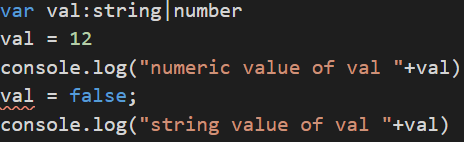 var val:string|number
val = 12
console.log("numeric value of val "+val)
val = false;
console.log("string value of val "+val)